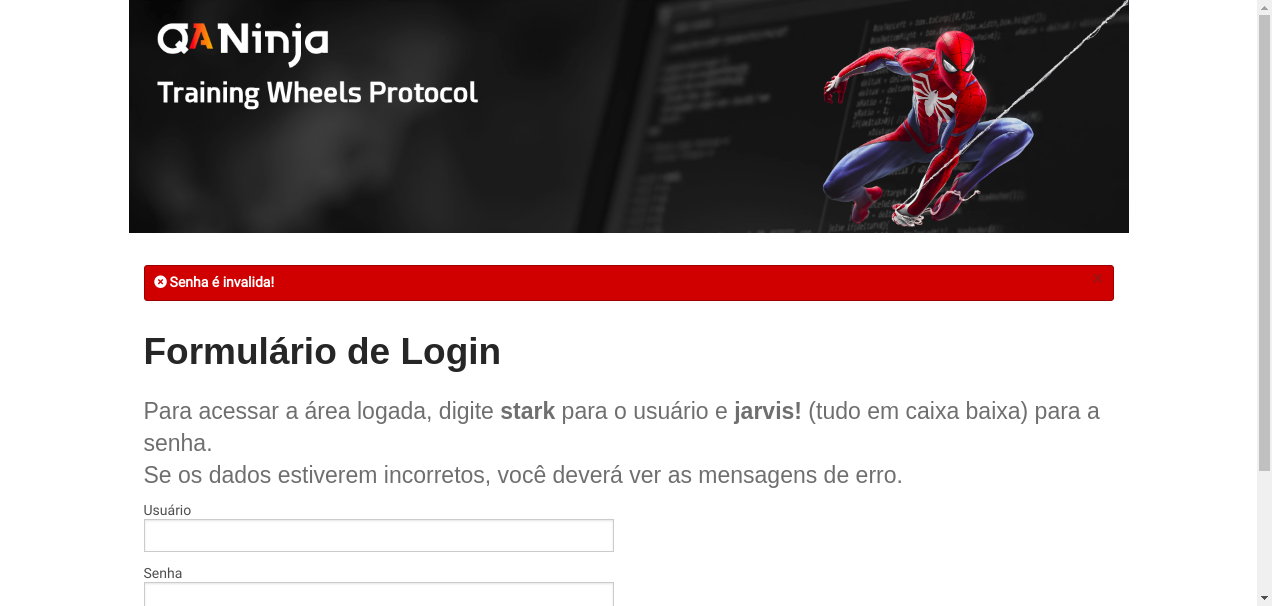 QANinja
Training Wheels Protocol
Senha é invalida!
Formulário de Login
Para acessar a área logada, digite stark para o usuário e jarvis! (tudo em caixa baixa) para a
senha.
Se os dados estiverem incorretos, você deverá ver as mensagens de erro.
Usuário
Senha